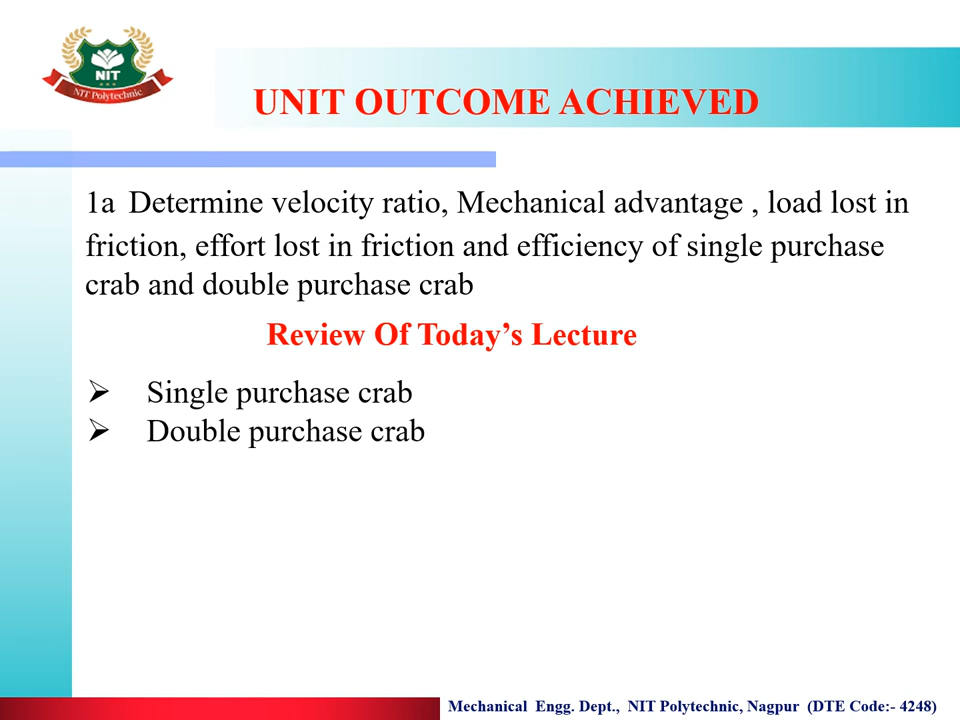 NIT
NIT Polytechnic
UNIT OUTCOME ACHIEVED
1a Determine velocity ratio, Mechanical advantage , load lost in
friction, effort lost in friction and efficiency of single purchase
crab and double purchase crab
Review Of Today’s Lecture
➢ Single purchase crab
➢ Double purchase crab
Mechanical Engg. Dept., NIT Polytechnic, Nagpur (DTE Code:- 4248)